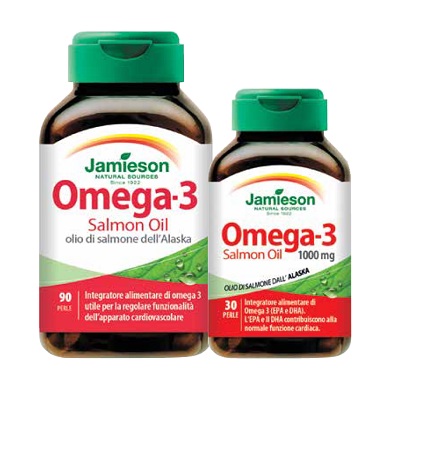 Jamieson
NATURAL SOURCES
Since 1922
Omega-3
Salmon Oil
olio di salmone dell'Alaska
90
PERLE
Integratore alimentare di omega 3
utile per la regolare funzionalità
dell'apparato cardiovascolare
Jamieson
NATURAL SOURCES
Since 1922
Omega-3
Salmon Oil 1000 mg
OLIO DI SALMONE DALL'ALASKA
30
PERLE
Integratore alimentare di
Omega 3 (EPA e DHA).
L'EPA e il DHA contribuiscono alla
normale funzione cardiaca.